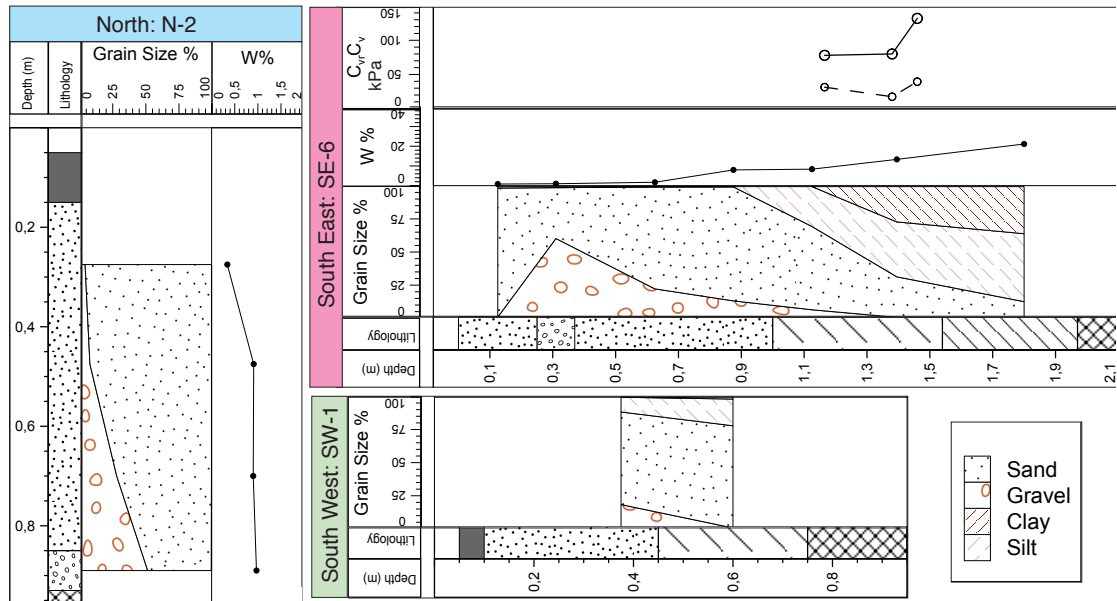 North: N-2
Depth (m)
Lithology
Grain Size %
0 25 50 75 100
W%
0 0,5 1 1,5 2
0,2
0,4
0,6
0,8
South East: SE-6
CvrCv
kPa
0 50 100 150
W %
0 20 40
Grain Size %
0 25 50 75 100
Lithology
Depth (m)
0,1 0,3 0,5 0,7 0,9 1,1 1,3 1,5 1,7 1,9 2,1
South West: SW-1
Grain Size %
0 25 50 75 100
Lithology
Depth (m)
0,2 0,4 0,6 0,8
Sand
Gravel
Clay
Silt